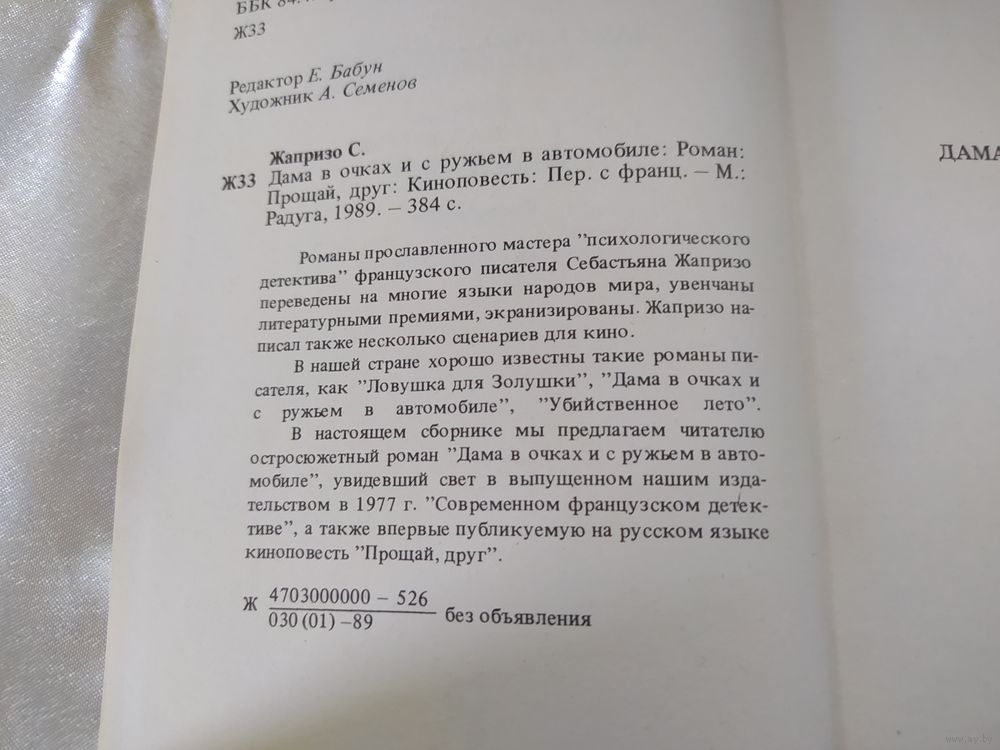 ББК 84.
Ж33
Редактор Е. Бабун
Художник А. Семенов
Жапризо С.
Ж33 Дама в очках и с ружьем в автомобиле: Роман:
Прощай, друг: Киноповесть: Пер. с франц. — М.:
Радуга, 1989. — 384 с.
Романы прославленного мастера "психологического
детектива" французского писателя Себастьяна Жапризо
переведены на многие языки народов мира, увенчаны
литературными премиями, экранизированы. Жапризо на-
писал также несколько сценариев для кино.
В нашей стране хорошо известны такие романы пи-
сателя, как "Ловушка для Золушки", "Дама в очках и
с ружьем в автомобиле", "Убийственное лето".
В настоящем сборнике мы предлагаем читателю
остросюжетный роман "Дама в очках и с ружьем в авто-
мобиле", увидевший свет в выпущенном нашим изда-
тельством в 1977 г. "Современном французском детек-
тиве", а также впервые публикуемую на русском языке
киноповесть "Прощай, друг".
Ж 4703000000 — 526
030 (01) —89 без объявления
ДАМА
www.ay.by